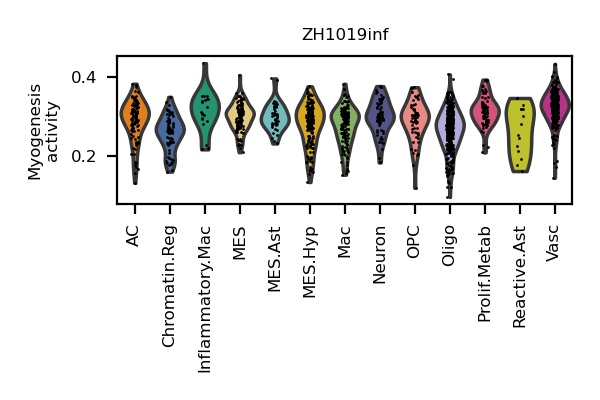 ZH1019inf
Myogenesis
activity
0.4
0.2
AC
Chromatin.Reg
Inflammatory.Mac
MES
MES.Ast
MES.Hyp
Mac
Neuron
OPC
Oligo
Prolif.Metab
Reactive.Ast
Vasc